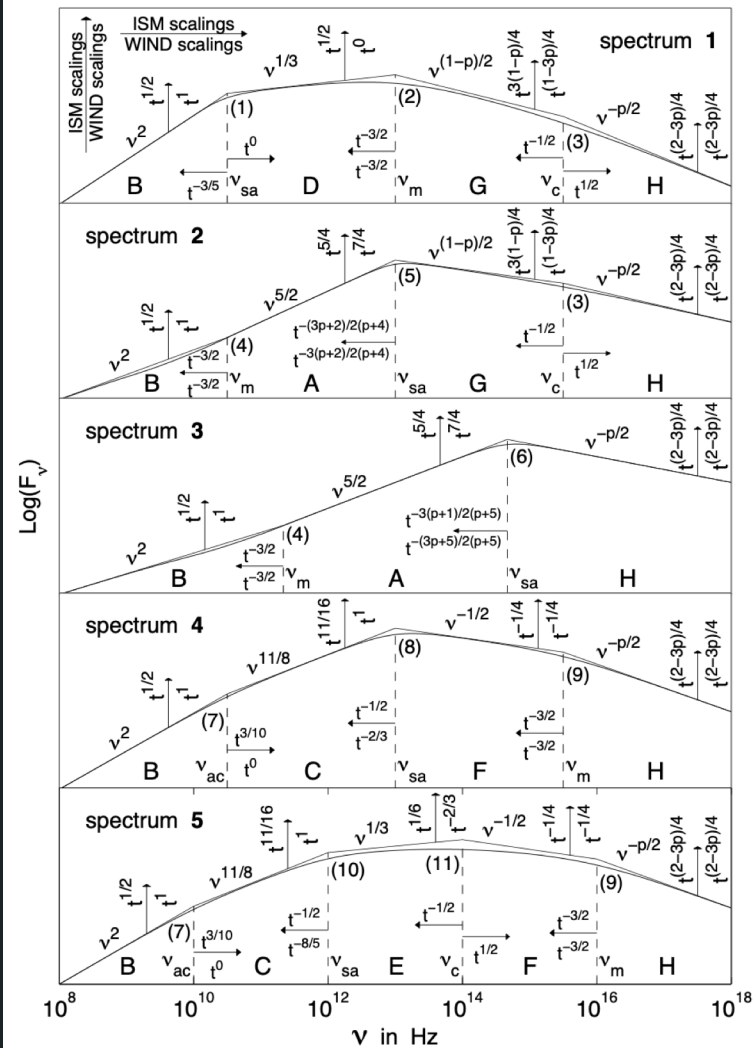 ISM scalings
WIND scalings
ISM scalings
WIND scalings
spectrum 1
ν^2
t^1/2
t^1
ν^1/3
t^1/2
t^0
ν^(1−p)/2
t^3(1−p)/4
t^(1−3p)/4
ν^−p/2
t^(2−3p)/4
t^(2−3p)/4
(1)
(2)
(3)
t^0
t^−3/5
t^−3/2
t^−3/2
t^−1/2
t^1/2
B ν_sa D ν_m G ν_c H
spectrum 2
ν^2
t^1/2
t^1
ν^5/2
t^5/4
t^7/4
ν^(1−p)/2
t^3(1−p)/4
t^(1−3p)/4
ν^−p/2
t^(2−3p)/4
t^(2−3p)/4
(4)
(5)
(3)
t^−3/2
t^−3/2
t^−(3p+2)/2(p+4)
t^−3(p+2)/2(p+4)
t^−1/2
t^1/2
B ν_m A ν_sa G ν_c H
spectrum 3
ν^2
t^1/2
t^1
ν^5/2
t^5/4
t^7/4
ν^−p/2
t^(2−3p)/4
t^(2−3p)/4
(4)
(6)
t^−3/2
t^−3/2
t^−3(p+1)/2(p+5)
t^−(3p+5)/2(p+5)
B ν_m A ν_sa H
spectrum 4
ν^2
t^1/2
t^1
ν^11/8
t^11/16
t^1
ν^−1/2
t^−1/4
t^−1/4
ν^−p/2
t^(2−3p)/4
t^(2−3p)/4
(7)
(8)
(9)
t^3/10
t^0
t^−1/2
t^−2/3
t^−3/2
t^−3/2
B ν_ac C ν_sa F ν_m H
spectrum 5
ν^2
t^1/2
t^1
ν^11/8
t^11/16
t^1
ν^1/3
t^1/6
t^−2/3
ν^−1/2
t^−1/4
t^−1/4
ν^−p/2
t^(2−3p)/4
t^(2−3p)/4
(7)
(10)
(11)
(9)
t^3/10
t^0
t^−1/2
t^−8/5
t^−1/2
t^1/2
t^−3/2
t^−3/2
B ν_ac C ν_sa E ν_c F ν_m H
Log(F_ν)
10^8 10^10 10^12 10^14 10^16 10^18
ν in Hz